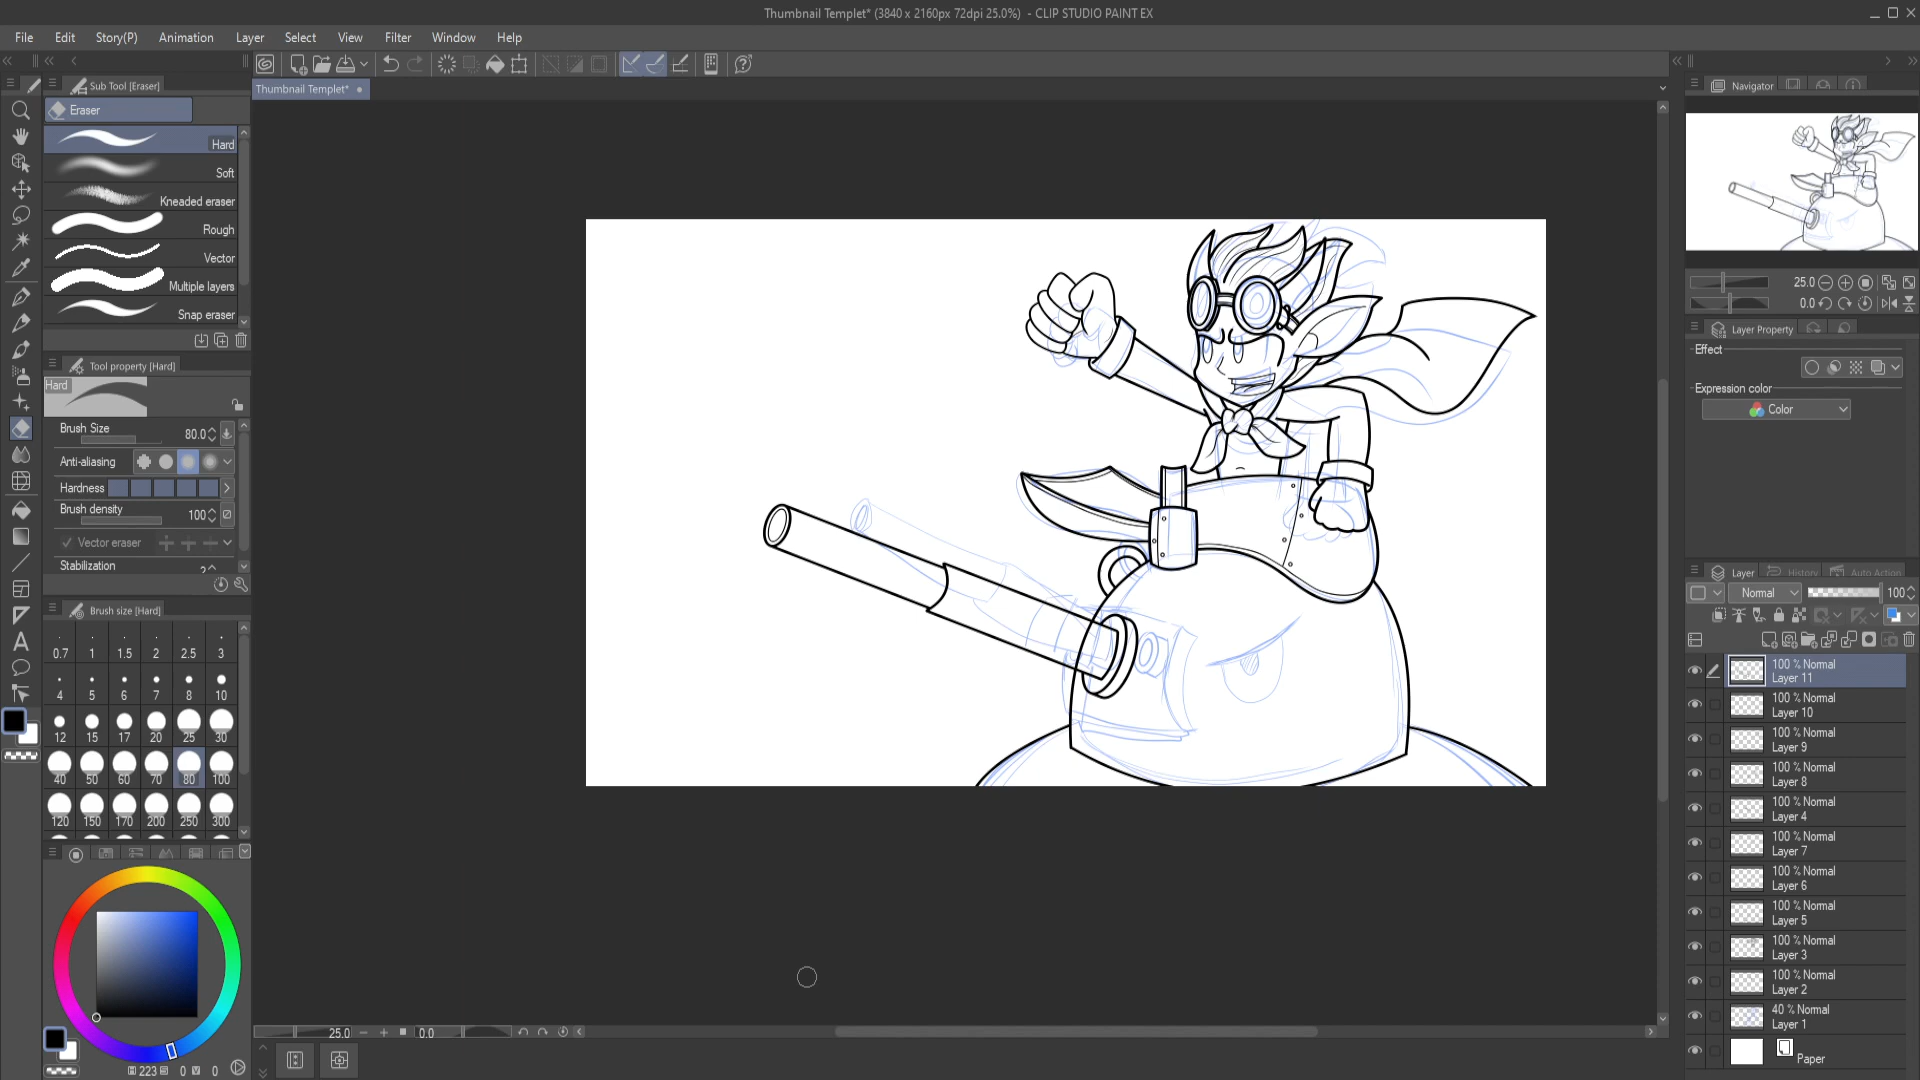 Thumbnail Templet* (3840 x 2160px 72dpi 25.0%) - CLIP STUDIO PAINT EX
File Edit Story(P) Animation Layer Select View Filter Window Help
Sub Tool [Eraser]
Eraser
Hard
Soft
Kneaded eraser
Rough
Vector
Multiple layers
Snap eraser
Tool property [Hard]
Hard
Brush Size 80.0
Anti-aliasing
Hardness
Brush density 100
Vector eraser
Stabilization
Brush size [Hard]
0.7 1 1.5 2 2.5 3
4 5 6 7 8 10
12 15 17 20 25 30
40 50 60 70 80 100
120 150 170 200 250 300
223 0 0
Thumbnail Templet*
25.0 0.0
Navigator
25.0
0.0
Layer Property
Effect
Expression color
Color
Layer History Auto Action
Normal 100
100 % Normal
Layer 11
100 % Normal
Layer 10
100 % Normal
Layer 9
100 % Normal
Layer 8
100 % Normal
Layer 4
100 % Normal
Layer 7
100 % Normal
Layer 6
100 % Normal
Layer 5
100 % Normal
Layer 3
100 % Normal
Layer 2
40 % Normal
Layer 1
Paper